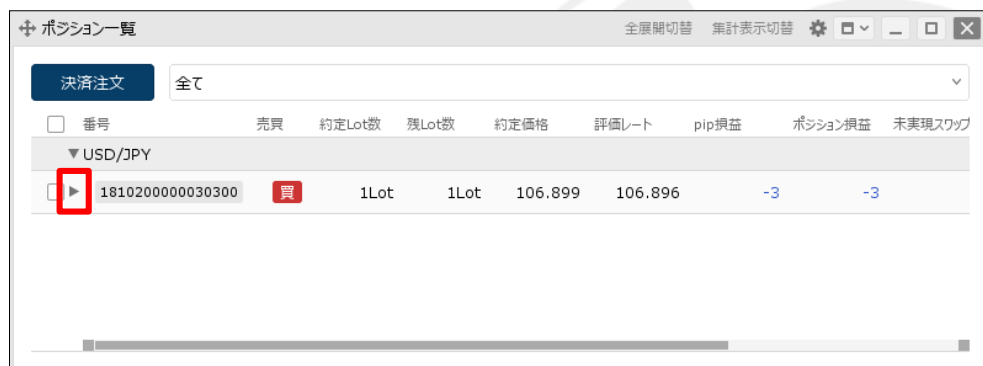 ポジション一覧 全展開切替 集計表示切替
決済注文 全て
番号 売買 約定Lot数 残Lot数 約定価格 評価レート pip損益 ポジション損益 未実現スワップ
▼USD/JPY
▶ 1810200000030300 買 1Lot 1Lot 106.899 106.896 -3 -3